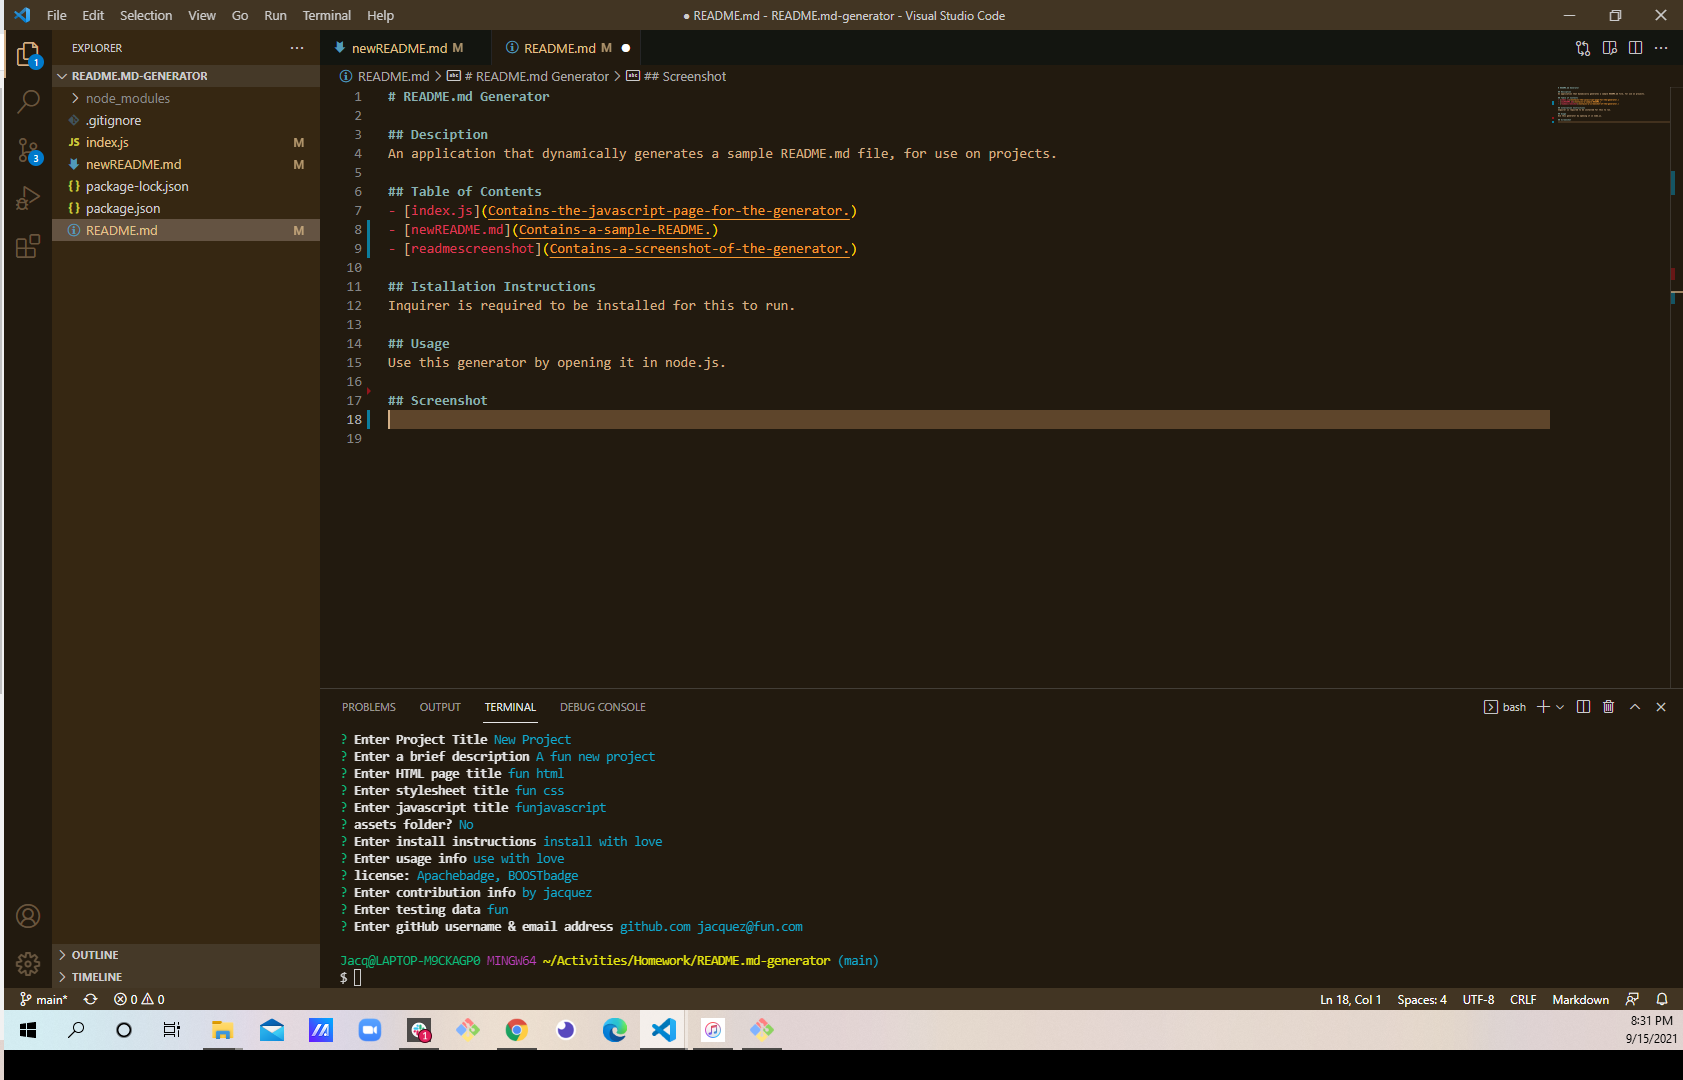 File Edit Selection View Go Run Terminal Help ● README.md - README.md-generator - Visual Studio Code
EXPLORER ···
newREADME.md M README.md M ●
README.MD-GENERATOR
README.md > # README.md Generator > ## Screenshot
node_modules
.gitignore
JS index.js M
newREADME.md M
{} package-lock.json
{} package.json
README.md M
1
3
1 # README.md Generator
2
3 ## Desciption
4 An application that dynamically generates a sample README.md file, for use on projects.
5
6 ## Table of Contents
7 - [index.js](Contains-the-javascript-page-for-the-generator.)
8 - [newREADME.md](Contains-a-sample-README.)
9 - [readmescreenshot](Contains-a-screenshot-of-the-generator.)
10
11 ## Istallation Instructions
12 Inquirer is required to be installed for this to run.
13
14 ## Usage
15 Use this generator by opening it in node.js.
16
17 ## Screenshot
18
19
PROBLEMS OUTPUT TERMINAL DEBUG CONSOLE bash
? Enter Project Title New Project
? Enter a brief description A fun new project
? Enter HTML page title fun html
? Enter stylesheet title fun css
? Enter javascript title funjavascript
? assets folder? No
? Enter install instructions install with love
? Enter usage info use with love
? license: Apachebadge, BOOSTbadge
? Enter contribution info by jacquez
? Enter testing data fun
? Enter gitHub username & email address github.com jacquez@fun.com
Jacq@LAPTOP-M9CKAGP0 MINGW64 ~/Activities/Homework/README.md-generator (main)
$
OUTLINE
TIMELINE
main* 0 0 Ln 18, Col 1 Spaces: 4 UTF-8 CRLF Markdown
1
8:31 PM
9/15/2021